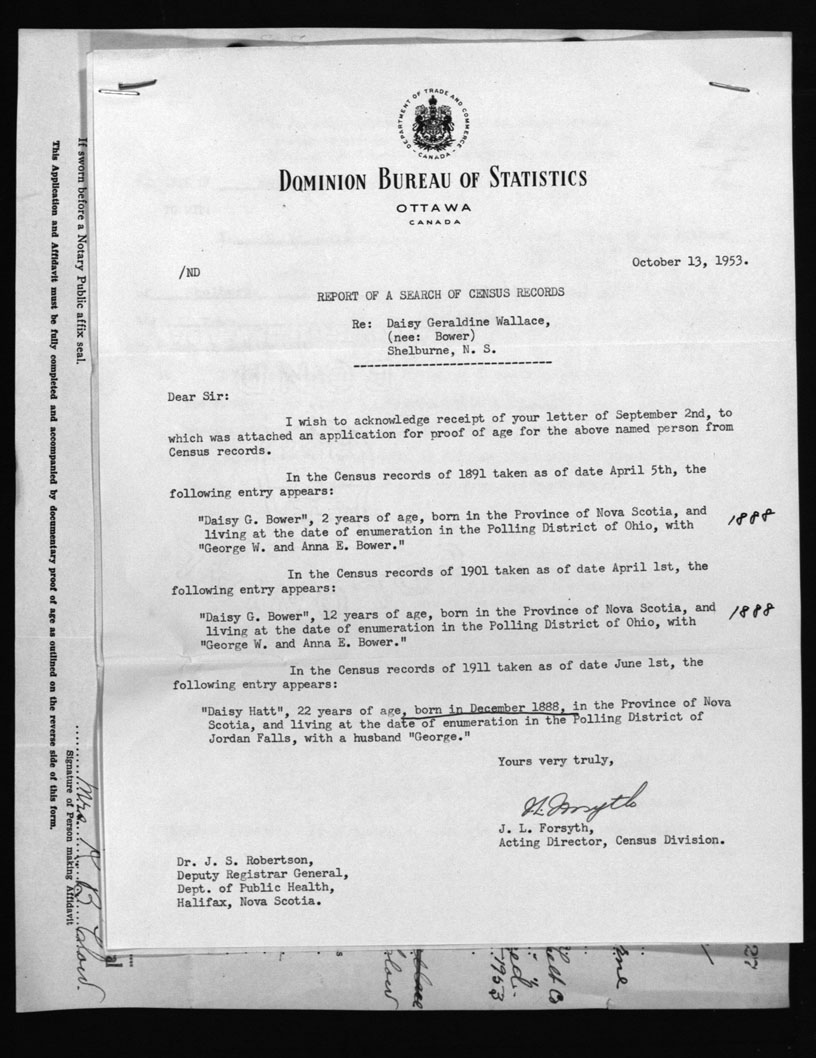 DEPARTMENT OF TRADE AND COMMERCE
CANADA
DOMINION BUREAU OF STATISTICS
OTTAWA
CANADA
October 13, 1953.
/ND
REPORT OF A SEARCH OF CENSUS RECORDS
Re: Daisy Geraldine Wallace,
(nee: Bower)
Shelburne, N. S.
Dear Sir:
I wish to acknowledge receipt of your letter of September 2nd, to
which was attached an application for proof of age for the above named person from
Census records.
In the Census records of 1891 taken as of date April 5th, the
following entry appears:
"Daisy G. Bower", 2 years of age, born in the Province of Nova Scotia, and 1888
living at the date of enumeration in the Polling District of Ohio, with
"George W. and Anna E. Bower."
In the Census records of 1901 taken as of date April 1st, the
following entry appears:
"Daisy G. Bower", 12 years of age, born in the Province of Nova Scotia, and 1888
living at the date of enumeration in the Polling District of Ohio, with
"George W. and Anna E. Bower."
In the Census records of 1911 taken as of date June 1st, the
following entry appears:
"Daisy Hatt", 22 years of age, born in December 1888, in the Province of Nova
Scotia, and living at the date of enumeration in the Polling District of
Jordan Falls, with a husband "George."
Yours very truly,
J. L. Forsyth,
Acting Director, Census Division.
Dr. J. S. Robertson,
Deputy Registrar General,
Dept. of Public Health,
Halifax, Nova Scotia.
If sworn before a Notary Public affix seal.
This Application and Affidavit must be fully completed and accompanied by documentary proof of age as outlined on the reverse side of this form.
Mrs.
Signature of Person making Affidavit
1953
27